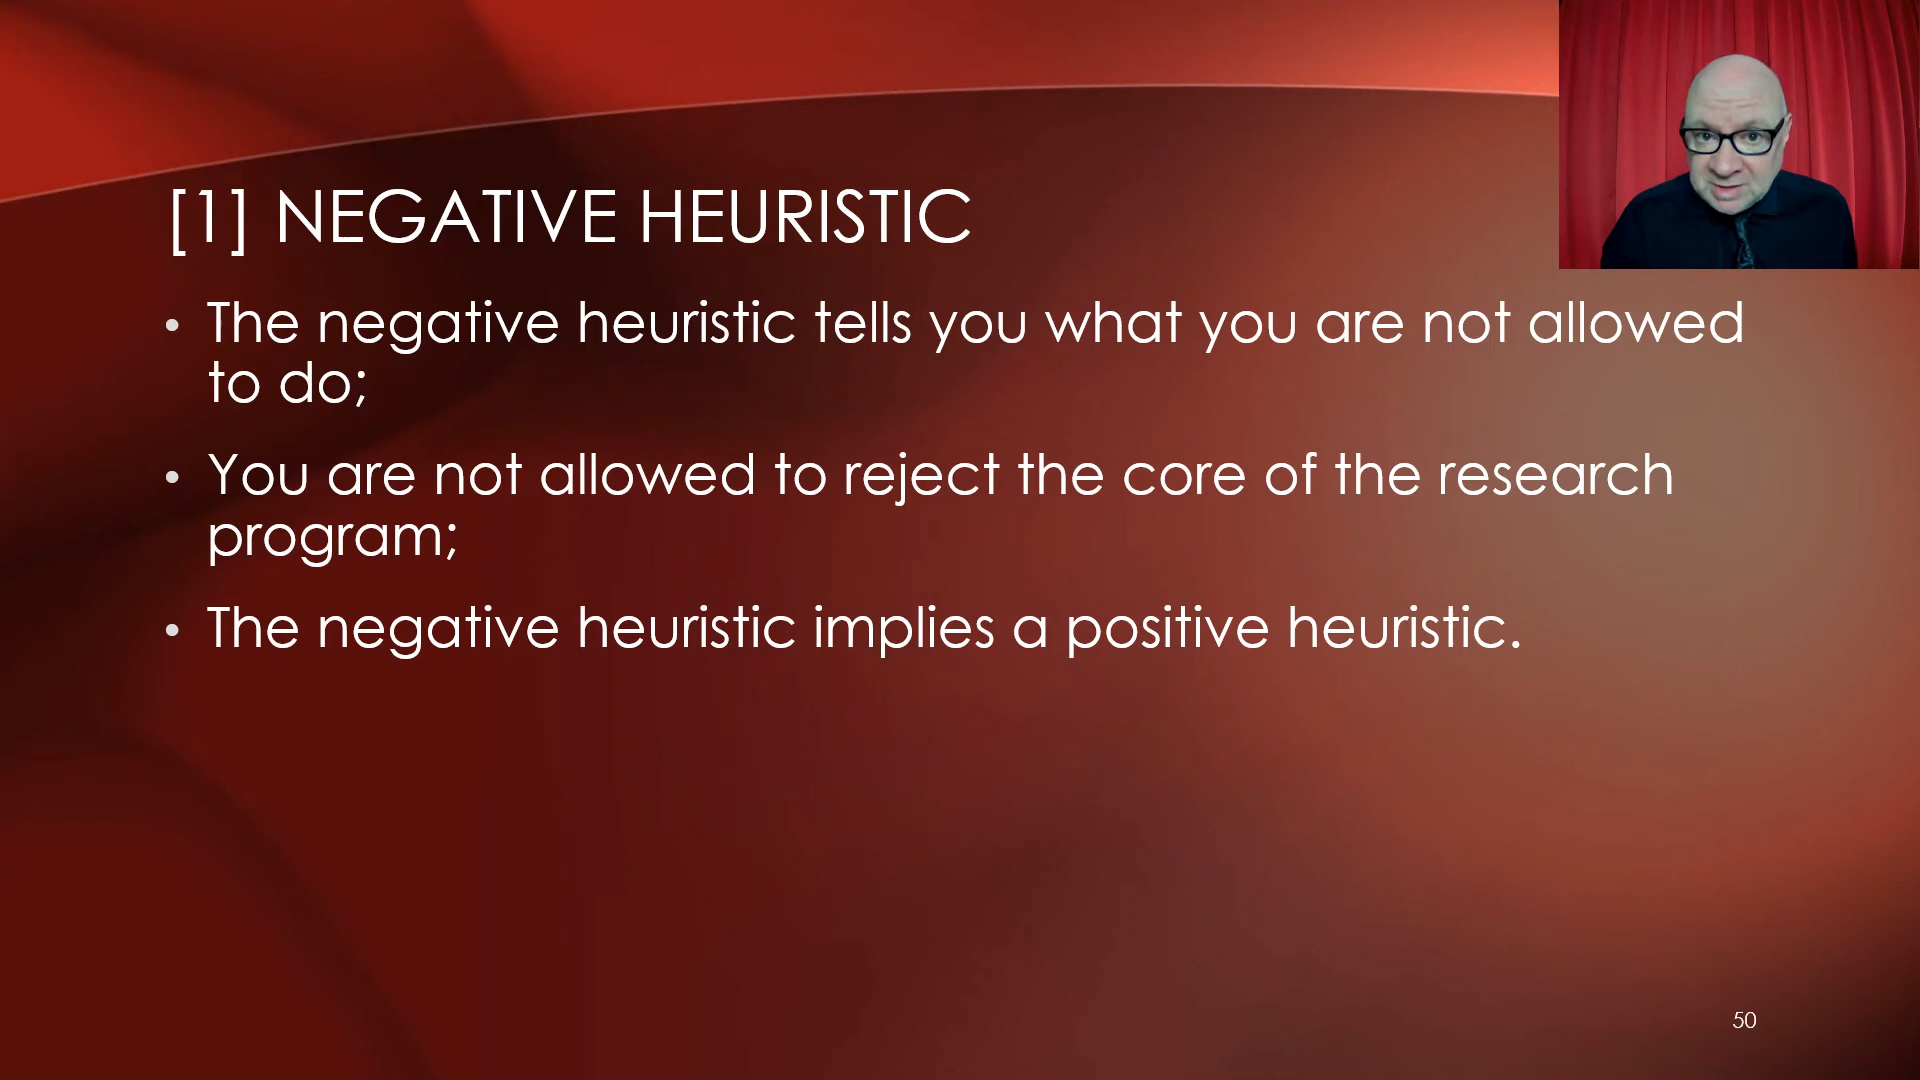 [1] NEGATIVE HEURISTIC
• The negative heuristic tells you what you are not allowed
to do;
• You are not allowed to reject the core of the research
program;
• The negative heuristic implies a positive heuristic.
50